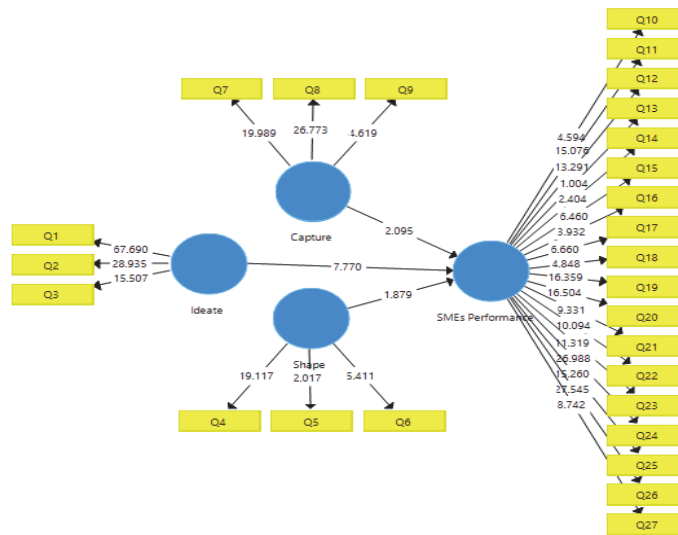 Q7
Q8
Q9
19.989
26.773
4.619
Capture
2.095
Q1
Q2
Q3
67.690
28.935
15.507
Ideate
7.770
1.879
Shape
19.117
2.017
5.411
Q4
Q5
Q6
SMEs Performance
4.594
15.076
13.291
1.004
2.404
6.460
3.932
6.660
4.848
16.359
16.504
9.331
10.094
11.319
26.988
15.260
27.545
8.742
Q10
Q11
Q12
Q13
Q14
Q15
Q16
Q17
Q18
Q19
Q20
Q21
Q22
Q23
Q24
Q25
Q26
Q27